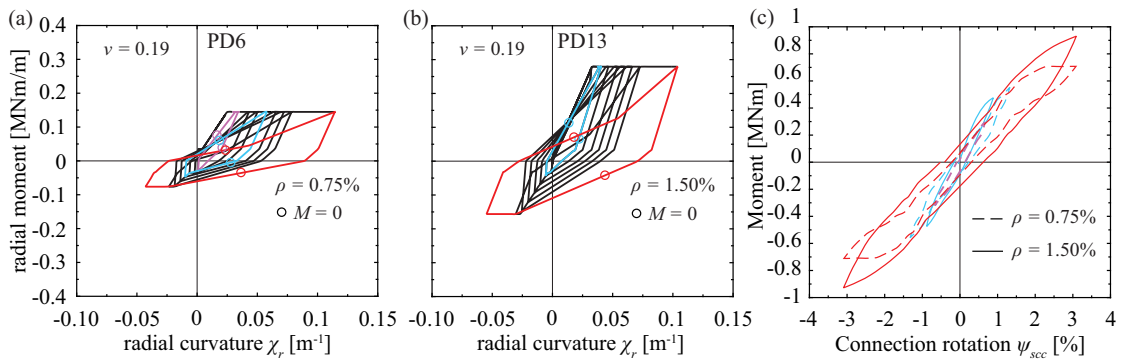 (a)
PD6
ν = 0.19
radial moment [MNm/m]
0.4
0.3
0.2
0.1
0
-0.1
-0.2
-0.3
-0.4
ρ = 0.75%
M = 0
-0.10 -0.05 0 0.05 0.1 0.15
radial curvature χr [m-1]
(b)
PD13
ν = 0.19
ρ = 1.50%
M = 0
-0.10 -0.05 0 0.05 0.1 0.15
radial curvature χr [m-1]
(c)
Moment [MNm]
1
0.8
0.6
0.4
0.2
0
-0.2
-0.4
-0.6
-0.8
-1
ρ = 0.75%
ρ = 1.50%
-4 -3 -2 -1 0 1 2 3 4
Connection rotation ψscc [%]